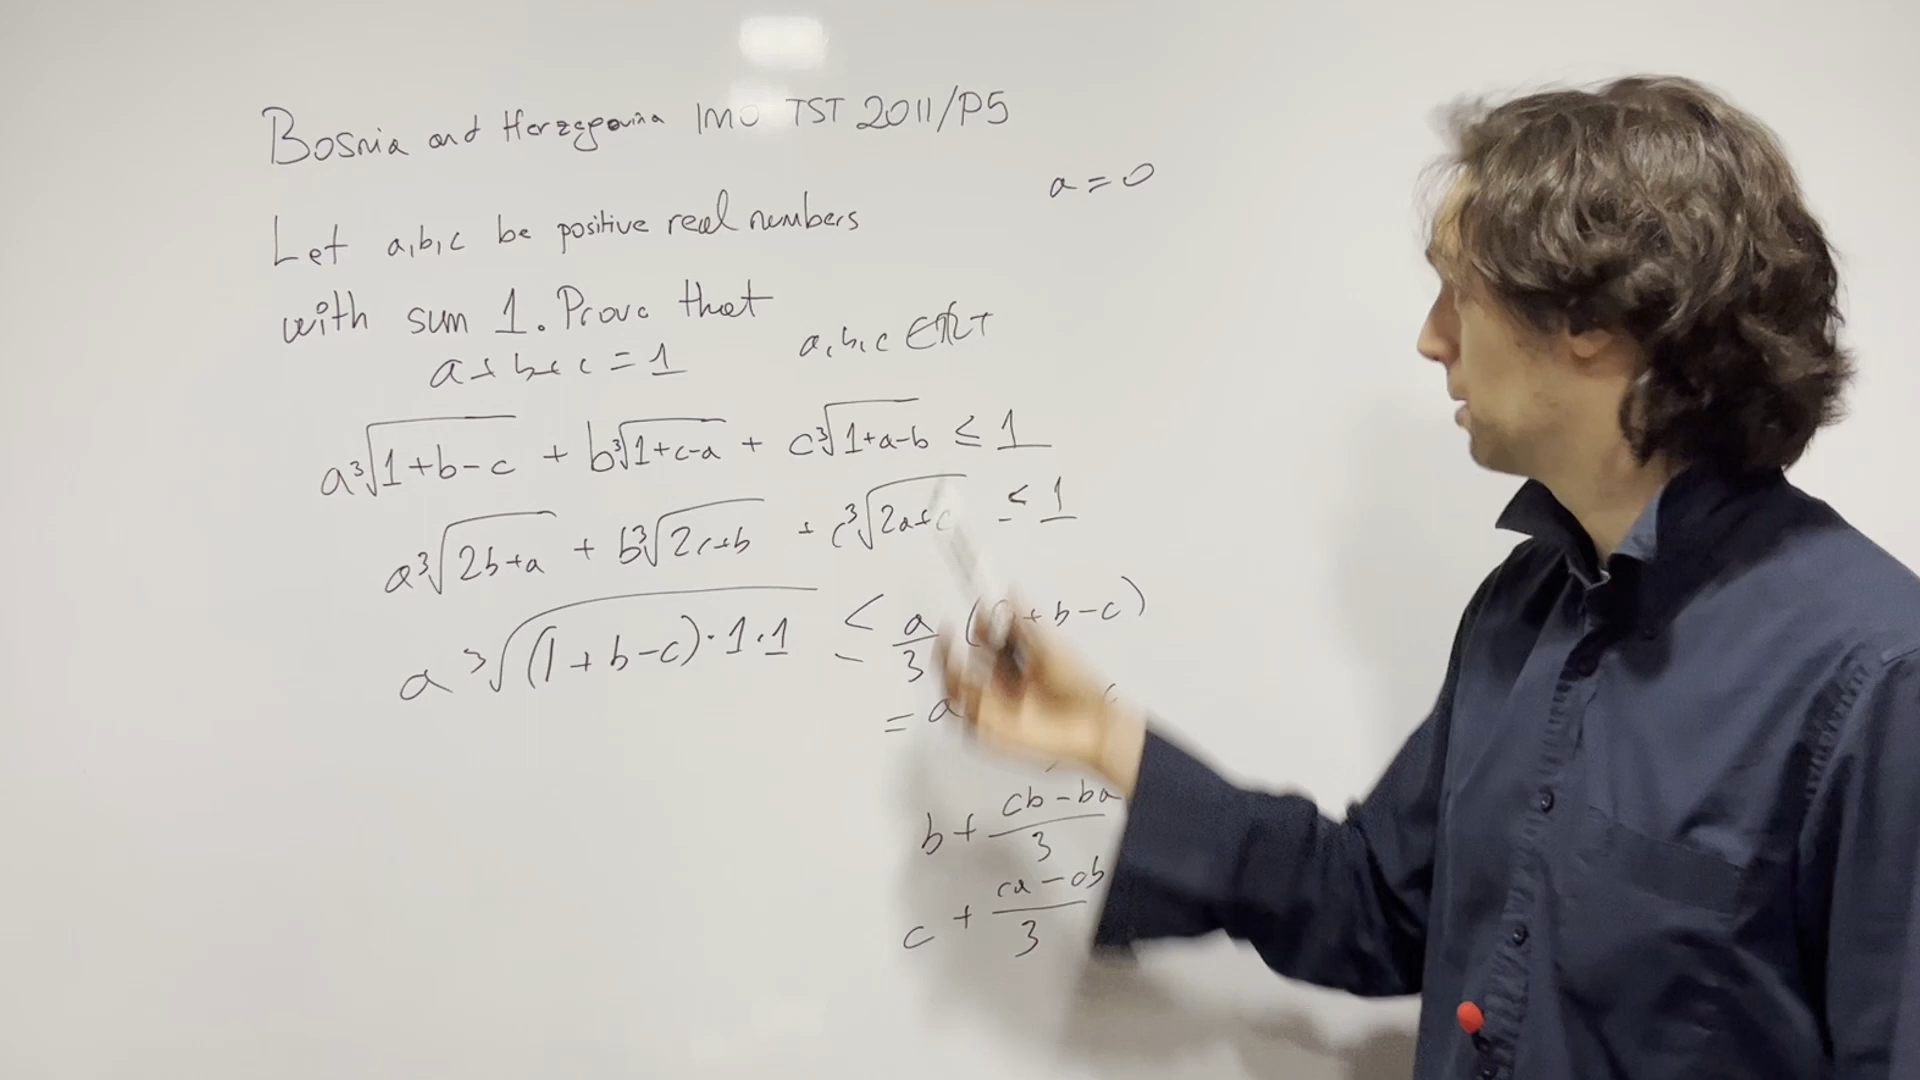 Bosnia and Herzegovina IMO TST 2011/P5
a = 0
Let a,b,c be positive real numbers
with sum 1. Prove that
a + b + c = 1 a,b,c ∈ ℝ+
a∛(1+b-c) + b∛(1+c-a) + c∛(1+a-b) ≤ 1
a∛(2b+a) + b∛(2c+b) + c∛(2a+c) ≤ 1
a∛((1+b-c)·1·1) ≤ a/3 ( +b-c)
= a
b + (cb-ba)/3
c + (ca-cb)/3